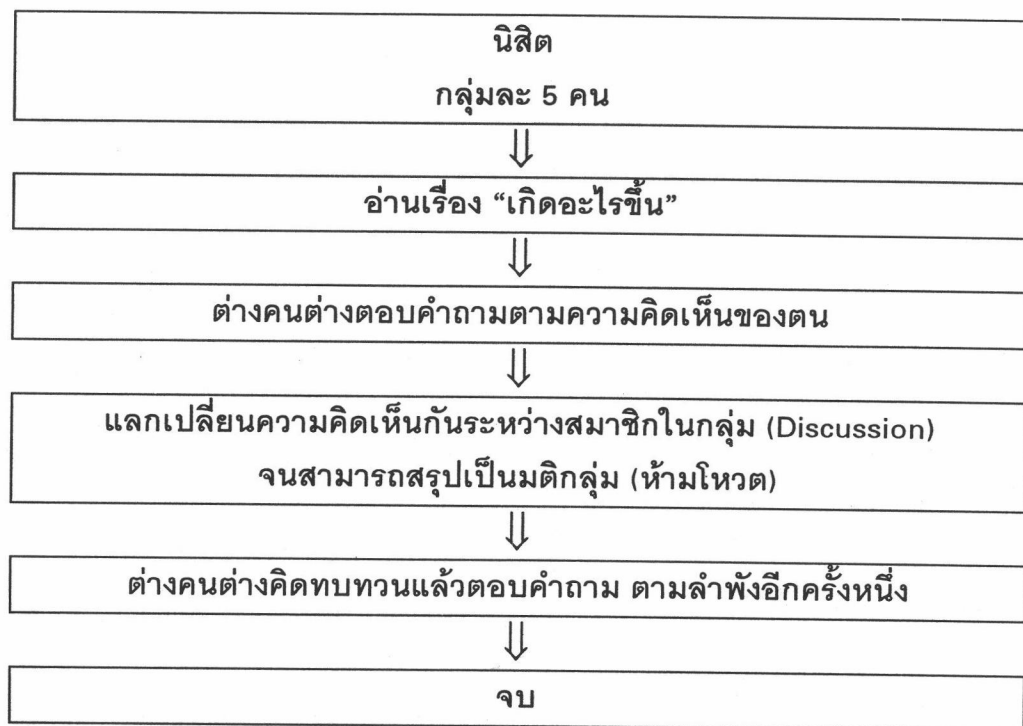 นิสิต
กลุ่มละ 5 คน
อ่านเรื่อง “เกิดอะไรขึ้น”
ต่างคนต่างตอบคำถามตามความคิดเห็นของตน
แลกเปลี่ยนความคิดเห็นกันระหว่างสมาชิกในกลุ่ม (Discussion)
จนสามารถสรุปเป็นมติกลุ่ม (ห้ามโหวต)
ต่างคนต่างคิดทบทวนแล้วตอบคำถาม ตามลำพังอีกครั้งหนึ่ง
จบ